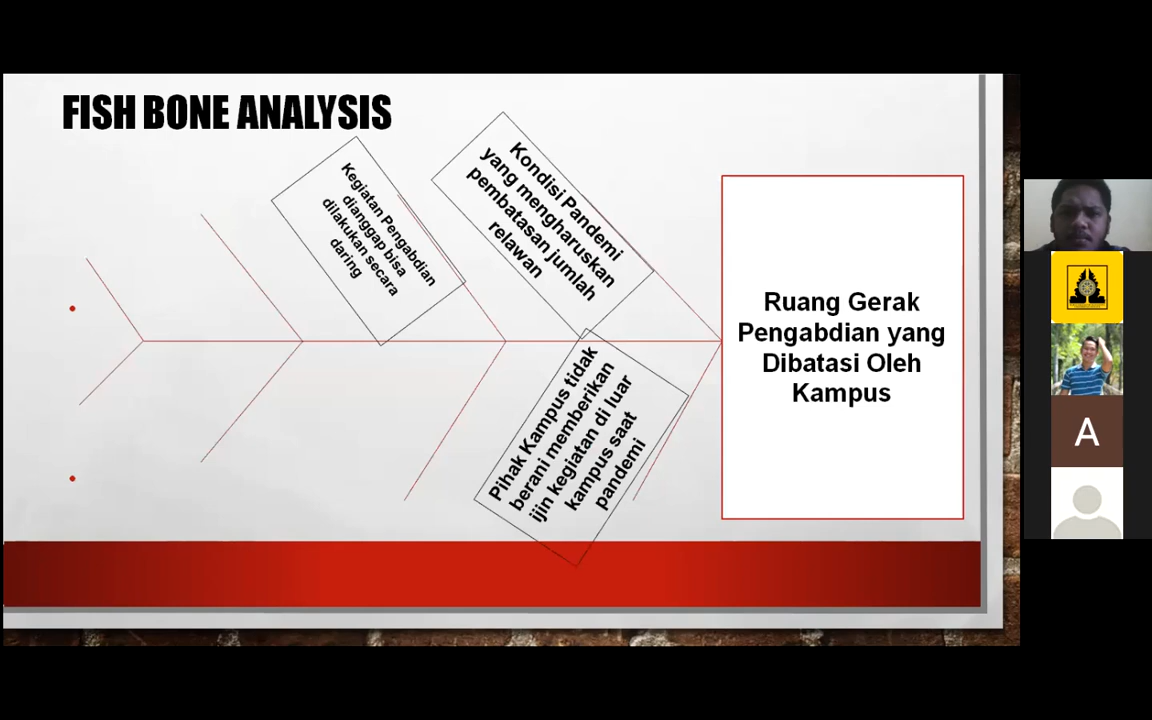 FISH BONE ANALYSIS
Kegiatan Pengabdian
dianggap bisa
dilakukan secara
daring
Kondisi Pandemi
yang mengharuskan
pembatasan jumlah
relawan
Pihak Kampus tidak
berani memberikan
ijin kegiatan di luar
kampus saat
pandemi
Ruang Gerak
Pengabdian yang
Dibatasi Oleh
Kampus
A